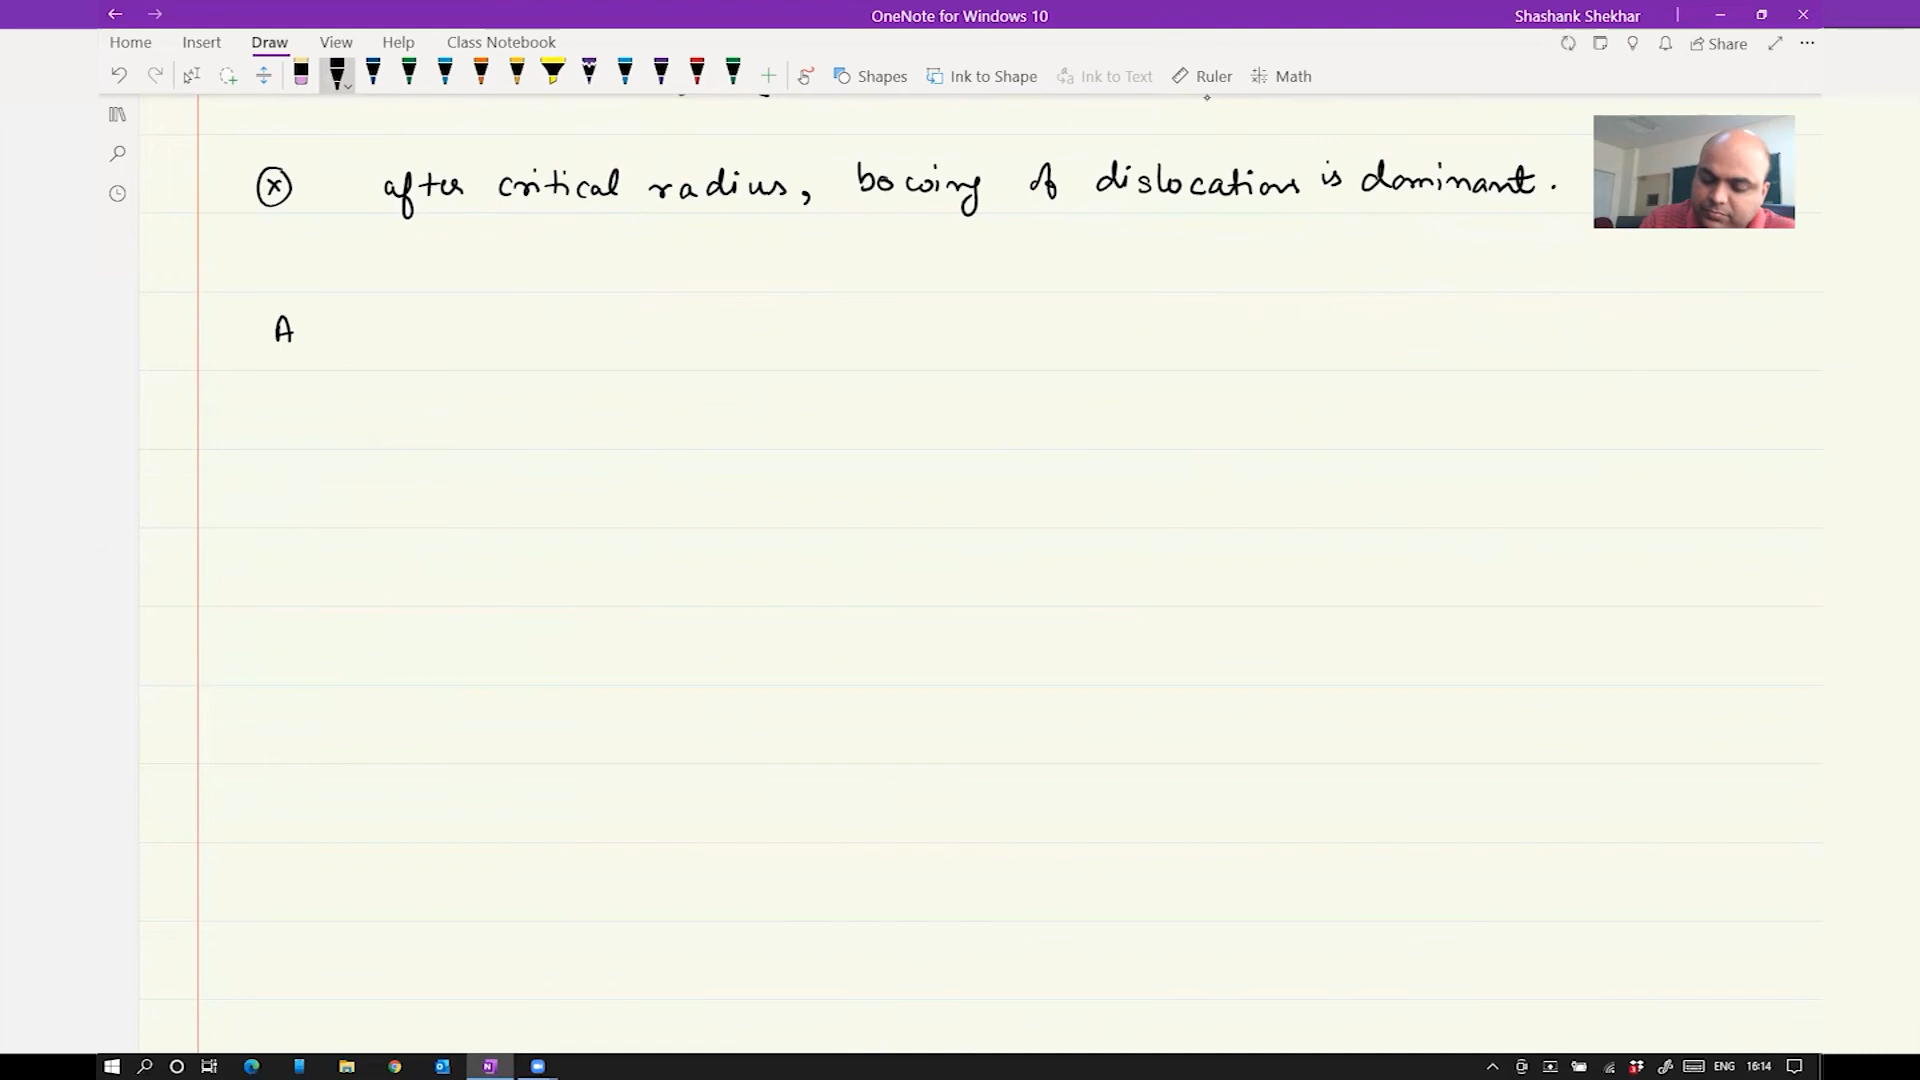 OneNote for Windows 10
Shashank Shekhar
Home Insert Draw View Help Class Notebook
Share
Shapes Ink to Shape Ink to Text Ruler Math
after critical radius, bowing of dislocation is dominant.
A
ENG 16:14